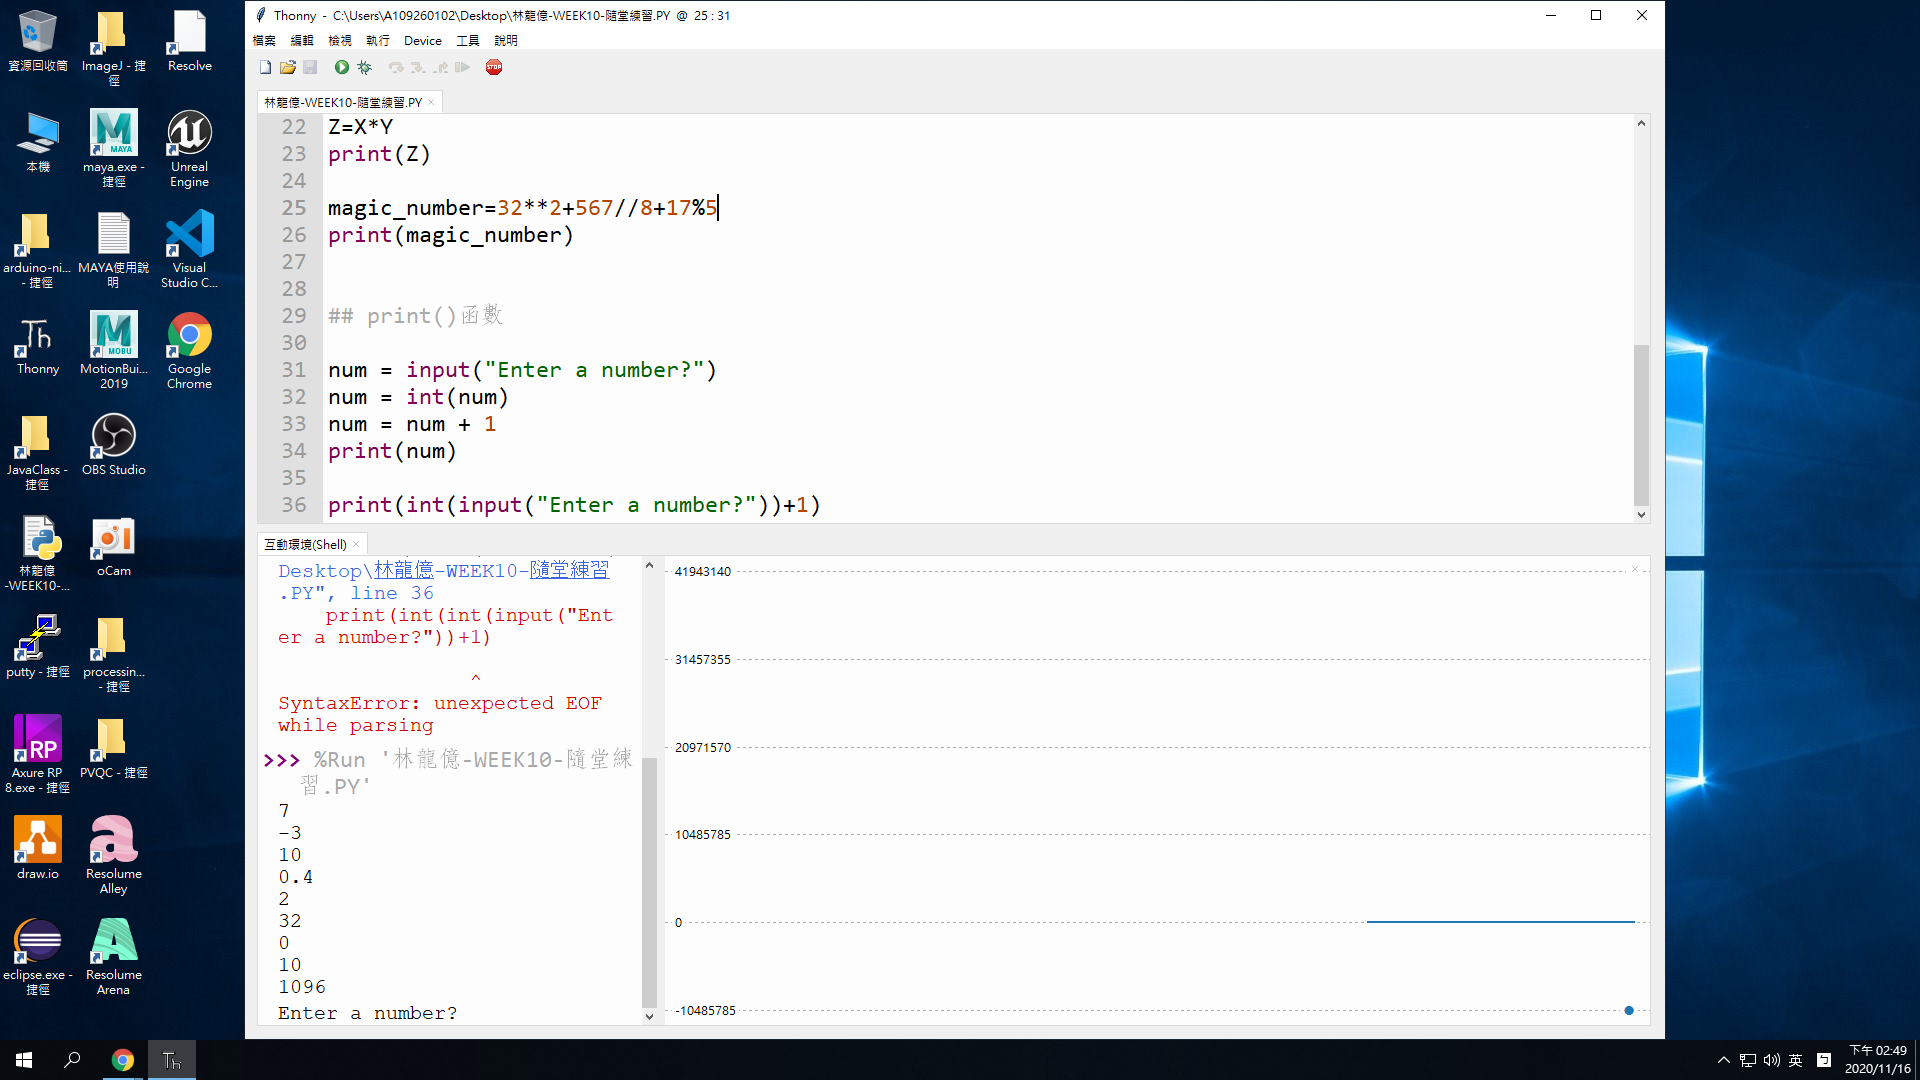 Thonny - C:\Users\A109260102\Desktop\林龍億-WEEK10-隨堂練習.PY @ 25 : 31
檔案 編輯 檢視 執行 Device 工具 說明
STOP
林龍億-WEEK10-隨堂練習.PY ×
22 Z=X*Y
23 print(Z)
24
25 magic_number=32**2+567//8+17%5
26 print(magic_number)
27
28
29 ## print()函數
30
31 num = input("Enter a number?")
32 num = int(num)
33 num = num + 1
34 print(num)
35
36 print(int(input("Enter a number?"))+1)
互動環境(Shell) ×
Desktop\林龍億-WEEK10-隨堂練習
.PY", line 36
print(int(int(input("Ent
er a number?"))+1)
^
SyntaxError: unexpected EOF
while parsing
>>> %Run '林龍億-WEEK10-隨堂練
習.PY'
7
-3
10
0.4
2
32
0
10
1096
Enter a number?
41943140
31457355
20971570
10485785
0
-10485785
資源回收筒
ImageJ - 捷
徑
Resolve
本機
MAYA
maya.exe -
捷徑
Unreal
Engine
arduino-ni...
- 捷徑
MAYA使用說
明
Visual
Studio C...
Th
Thonny
MOBU
MotionBui...
2019
Google
Chrome
JavaClass -
捷徑
OBS Studio
林龍億
-WEEK10-...
oCam
putty - 捷徑
processin...
- 捷徑
RP
Axure RP
8.exe - 捷徑
PVQC - 捷徑
draw.io
Resolume
Alley
eclipse.exe -
捷徑
Resolume
Arena
Th
英
下午 02:49
2020/11/16